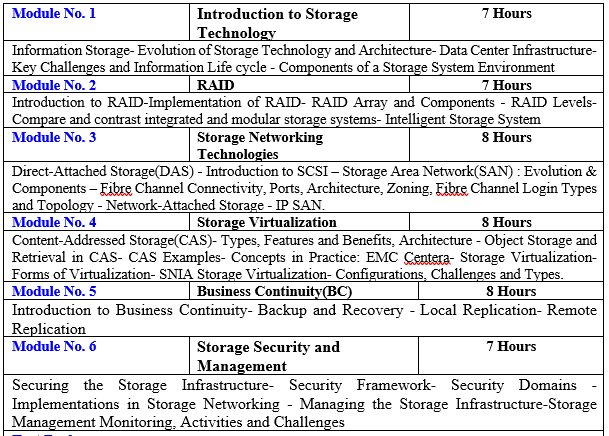 Module No. 1 Introduction to Storage 7 Hours
Technology
Information Storage- Evolution of Storage Technology and Architecture- Data Center Infrastructure-
Key Challenges and Information Life cycle - Components of a Storage System Environment
Module No. 2 RAID 7 Hours
Introduction to RAID-Implementation of RAID- RAID Array and Components - RAID Levels-
Compare and contrast integrated and modular storage systems- Intelligent Storage System
Module No. 3 Storage Networking 8 Hours
Technologies
Direct-Attached Storage(DAS) - Introduction to SCSI – Storage Area Network(SAN) : Evolution &
Components – Fibre Channel Connectivity, Ports, Architecture, Zoning, Fibre Channel Login Types
and Topology - Network-Attached Storage - IP SAN.
Module No. 4 Storage Virtualization 8 Hours
Content-Addressed Storage(CAS)- Types, Features and Benefits, Architecture - Object Storage and
Retrieval in CAS- CAS Examples- Concepts in Practice: EMC Centera- Storage Virtualization-
Forms of Virtualization- SNIA Storage Virtualization- Configurations, Challenges and Types.
Module No. 5 Business Continuity(BC) 8 Hours
Introduction to Business Continuity- Backup and Recovery - Local Replication- Remote
Replication
Module No. 6 Storage Security and 7 Hours
Management
Securing the Storage Infrastructure- Security Framework- Security Domains -
Implementations in Storage Networking - Managing the Storage Infrastructure-Storage
Management Monitoring, Activities and Challenges